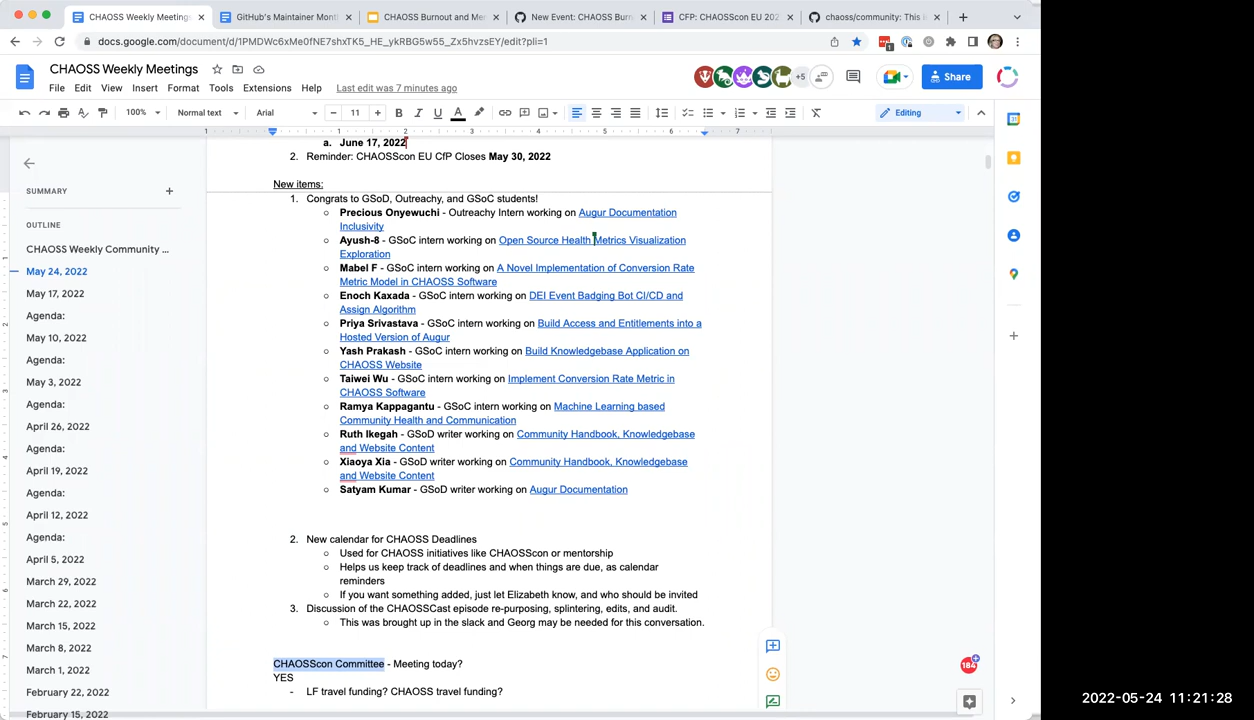 CHAOSS Weekly Meetings
GitHub's Maintainer Mont
CHAOSS Burnout and Me
New Event: CHAOSS Burn
CFP: CHAOSScon EU 202
chaoss/community: This i
docs.google.com/document/d/1PMDWc6xMe0fNE7shxTK5_HE_ykRBG5w55_Zx5hvzsEY/edit?pli=1
CHAOSS Weekly Meetings
File Edit View Insert Format Tools Extensions Help Last edit was 7 minutes ago
+5
Share
100% Normal text Arial 11 Editing
1 1 2 3 4 5 6 7
a. June 17, 2022
2. Reminder: CHAOSScon EU CfP Closes May 30, 2022
New items:
1. Congrats to GSoD, Outreachy, and GSoC students!
Precious Onyewuchi - Outreachy Intern working on Augur Documentation
Inclusivity
Ayush-8 - GSoC intern working on Open Source Health Metrics Visualization
Exploration
Mabel F - GSoC intern working on A Novel Implementation of Conversion Rate
Metric Model in CHAOSS Software
Enoch Kaxada - GSoC intern working on DEI Event Badging Bot CI/CD and
Assign Algorithm
Priya Srivastava - GSoC intern working on Build Access and Entitlements into a
Hosted Version of Augur
Yash Prakash - GSoC intern working on Build Knowledgebase Application on
CHAOSS Website
Taiwei Wu - GSoC intern working on Implement Conversion Rate Metric in
CHAOSS Software
Ramya Kappagantu - GSoC intern working on Machine Learning based
Community Health and Communication
Ruth Ikegah - GSoD writer working on Community Handbook, Knowledgebase
and Website Content
Xiaoya Xia - GSoD writer working on Community Handbook, Knowledgebase
and Website Content
Satyam Kumar - GSoD writer working on Augur Documentation
2. New calendar for CHAOSS Deadlines
Used for CHAOSS initiatives like CHAOSScon or mentorship
Helps us keep track of deadlines and when things are due, as calendar
reminders
If you want something added, just let Elizabeth know, and who should be invited
3. Discussion of the CHAOSSCast episode re-purposing, splintering, edits, and audit.
This was brought up in the slack and Georg may be needed for this conversation.
CHAOSScon Committee - Meeting today?
YES
- LF travel funding? CHAOSS travel funding?
SUMMARY
OUTLINE
CHAOSS Weekly Community ...
May 24, 2022
May 17, 2022
Agenda:
May 10, 2022
Agenda:
May 3, 2022
Agenda:
April 26, 2022
Agenda:
April 19, 2022
Agenda:
April 12, 2022
Agenda:
April 5, 2022
March 29, 2022
March 22, 2022
March 15, 2022
March 8, 2022
March 1, 2022
February 22, 2022
February 15, 2022
184
2022-05-24 11:21:28